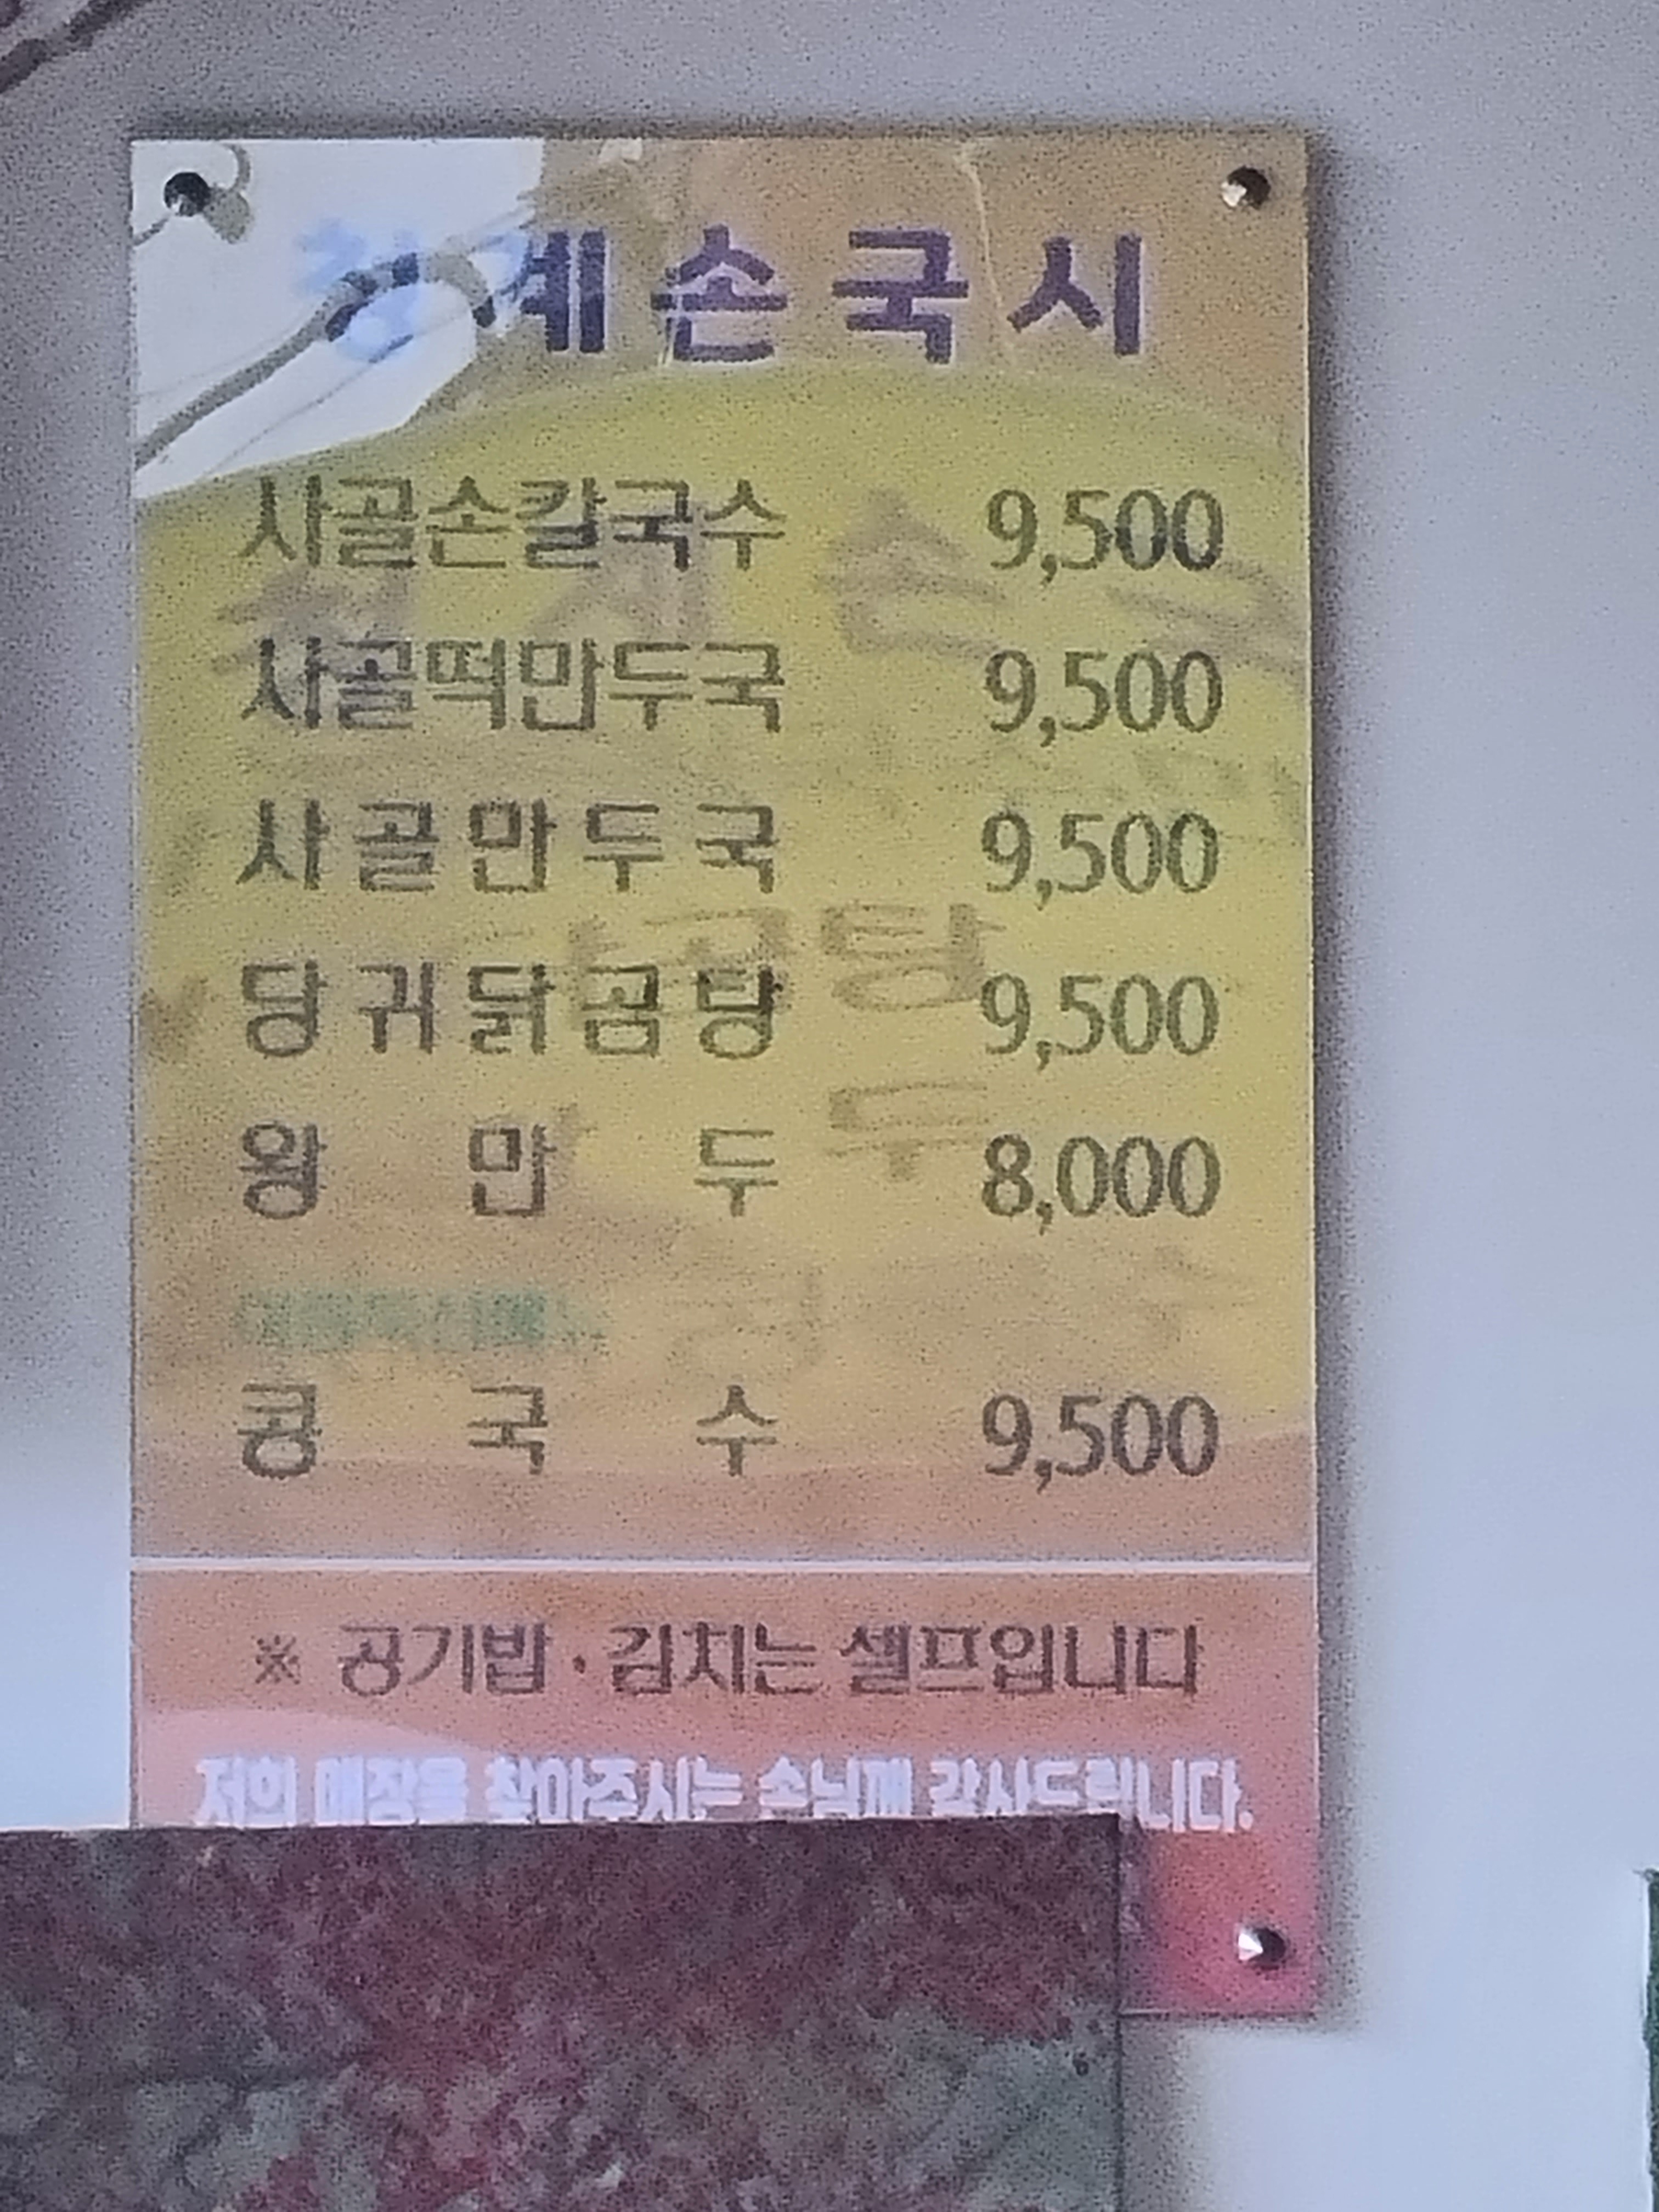 청계손국시
사골손칼국수 9,500
사골떡만두국 9,500
사골만두국 9,500
당귀닭곰탕 9,500
왕만두 8,000
콩국수 9,500
※ 공기밥·김치는 셀프입니다
저희 매장을 찾아주시는 손님께 감사드립니다.